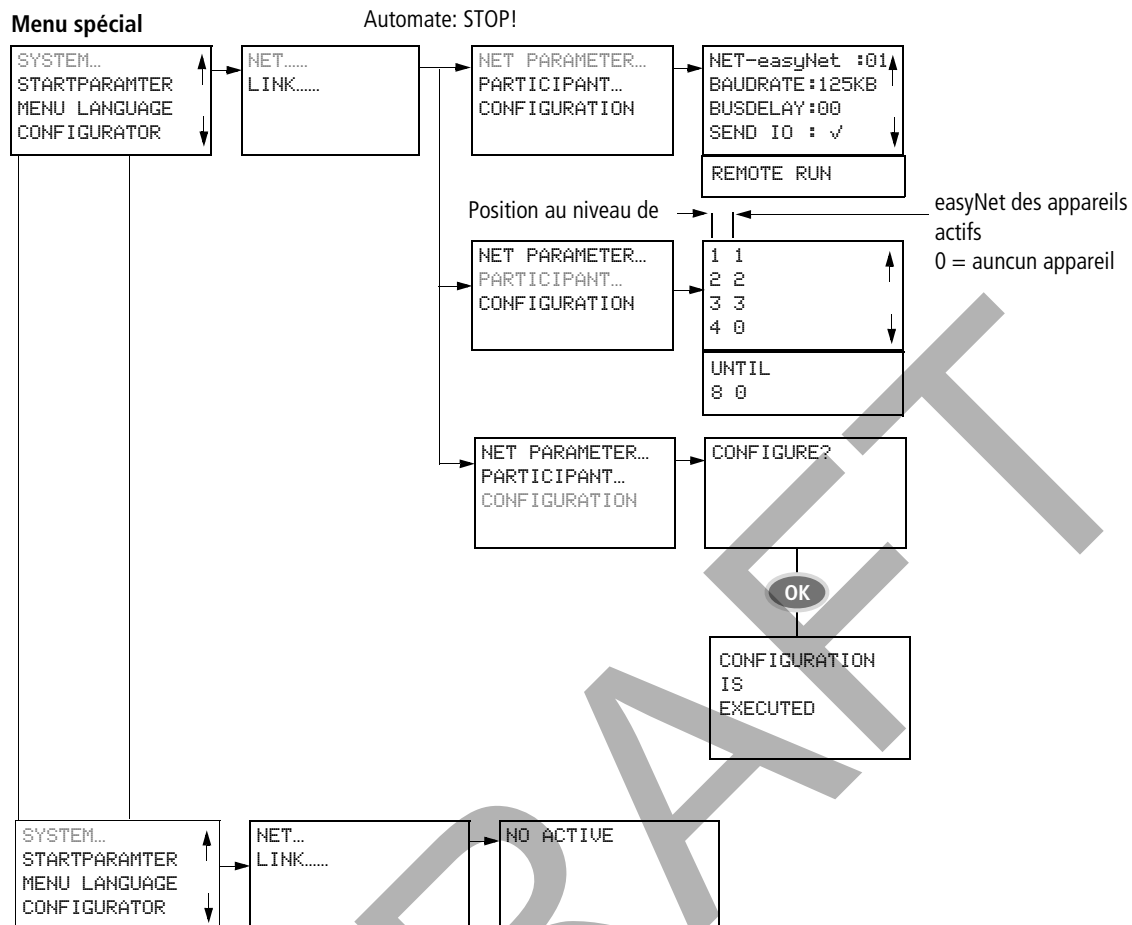 Menu spécial
Automate: STOP!
SYSTEM...
STARTPARAMTER
MENU LANGUAGE
CONFIGURATOR
NET......
LINK......
NET PARAMETER...
PARTICIPANT...
CONFIGURATION
NET-easyNet :01
BAUDRATE:125KB
BUSDELAY:00
SEND IO : √
REMOTE RUN
Position au niveau de
easyNet des appareils
actifs
0 = auncun appareil
NET PARAMETER...
PARTICIPANT...
CONFIGURATION
1 1
2 2
3 3
4 0
UNTIL
8 0
NET PARAMETER...
PARTICIPANT...
CONFIGURATION
CONFIGURE?
OK
CONFIGURATION
IS
EXECUTED
SYSTEM...
STARTPARAMTER
MENU LANGUAGE
CONFIGURATOR
NET...
LINK......
NO ACTIVE
RAFT